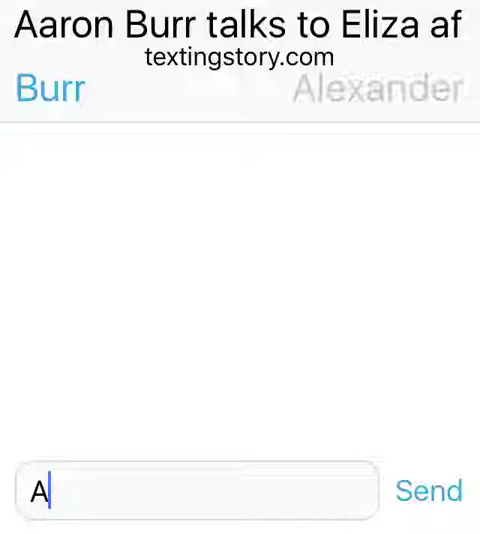 Aaron Burr talks to Eliza af
textingstory.com
Burr Alexander
A Send